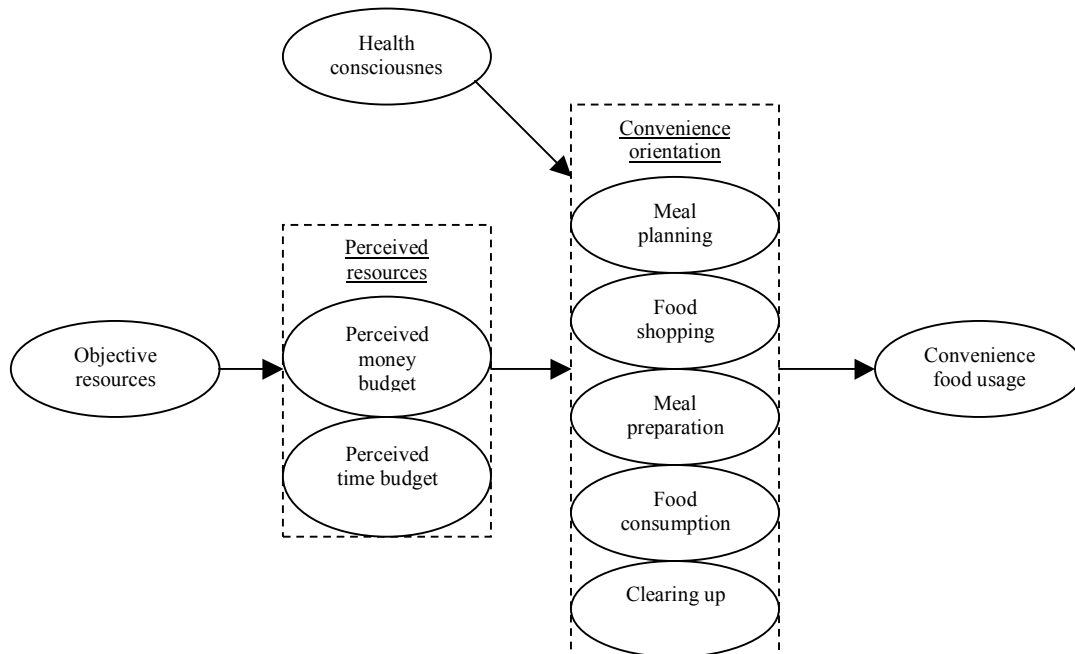 Health
consciousnes
Convenience
orientation
Meal
planning
Perceived
resources
Food
shopping
Perceived
money
budget
Objective
resources
Convenience
food usage
Meal
preparation
Perceived
time budget
Food
consumption
Clearing up